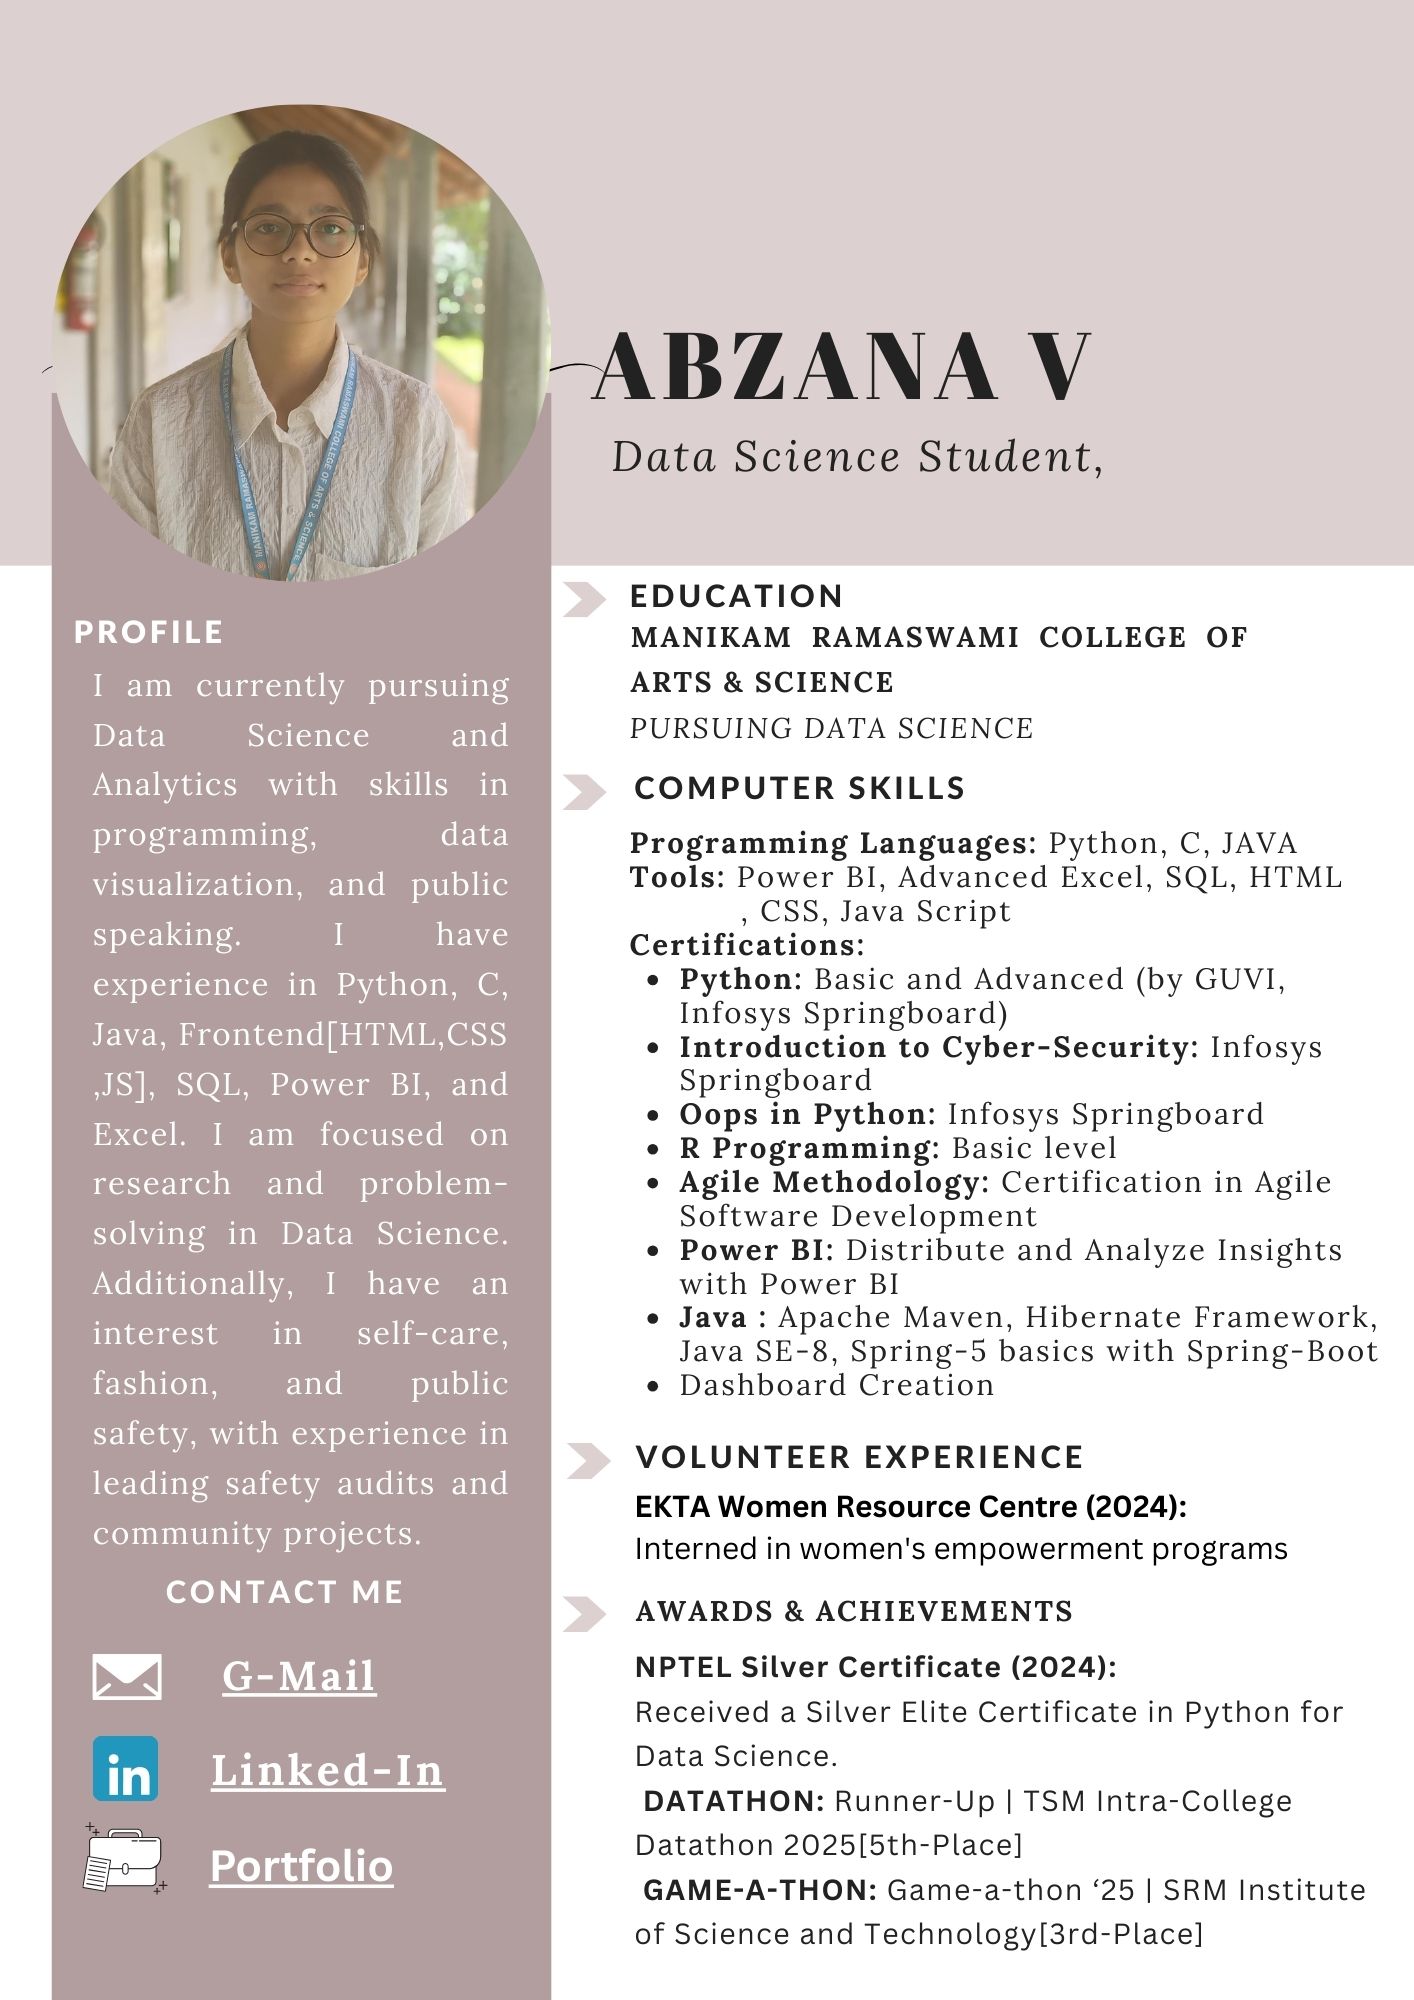 ABZANA V
Data Science Student,
PROFILE
I am currently pursuing
Data Science and
Analytics with skills in
programming, data
visualization, and public
speaking. I have
experience in Python, C,
Java, Frontend[HTML,CSS
,JS], SQL, Power BI, and
Excel. I am focused on
research and problem-
solving in Data Science.
Additionally, I have an
interest in self-care,
fashion, and public
safety, with experience in
leading safety audits and
community projects.
CONTACT ME
G-Mail
in
Linked-In
Portfolio
EDUCATION
MANIKAM RAMASWAMI COLLEGE OF
ARTS & SCIENCE
PURSUING DATA SCIENCE
COMPUTER SKILLS
Programming Languages: Python, C, JAVA
Tools: Power BI, Advanced Excel, SQL, HTML
, CSS, Java Script
Certifications:
• Python: Basic and Advanced (by GUVI,
Infosys Springboard)
• Introduction to Cyber-Security: Infosys
Springboard
• Oops in Python: Infosys Springboard
• R Programming: Basic level
• Agile Methodology: Certification in Agile
Software Development
• Power BI: Distribute and Analyze Insights
with Power BI
• Java : Apache Maven, Hibernate Framework,
Java SE-8, Spring-5 basics with Spring-Boot
• Dashboard Creation
VOLUNTEER EXPERIENCE
EKTA Women Resource Centre (2024):
Interned in women's empowerment programs
AWARDS & ACHIEVEMENTS
NPTEL Silver Certificate (2024):
Received a Silver Elite Certificate in Python for
Data Science.
DATATHON: Runner-Up | TSM Intra-College
Datathon 2025[5th-Place]
GAME-A-THON: Game-a-thon ‘25 | SRM Institute
of Science and Technology[3rd-Place]
MANIKAM RAMASWA
RAMASWAMI COLLEGE OF ARTS & SCIENCE